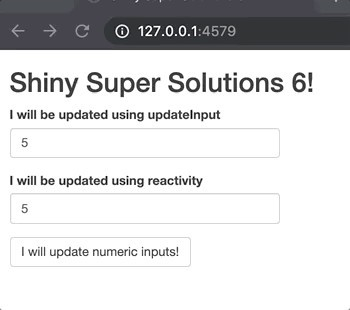 127.0.0.1:4579
Shiny Super Solutions 6!
I will be updated using updateInput
5
I will be updated using reactivity
5
I will update numeric inputs!